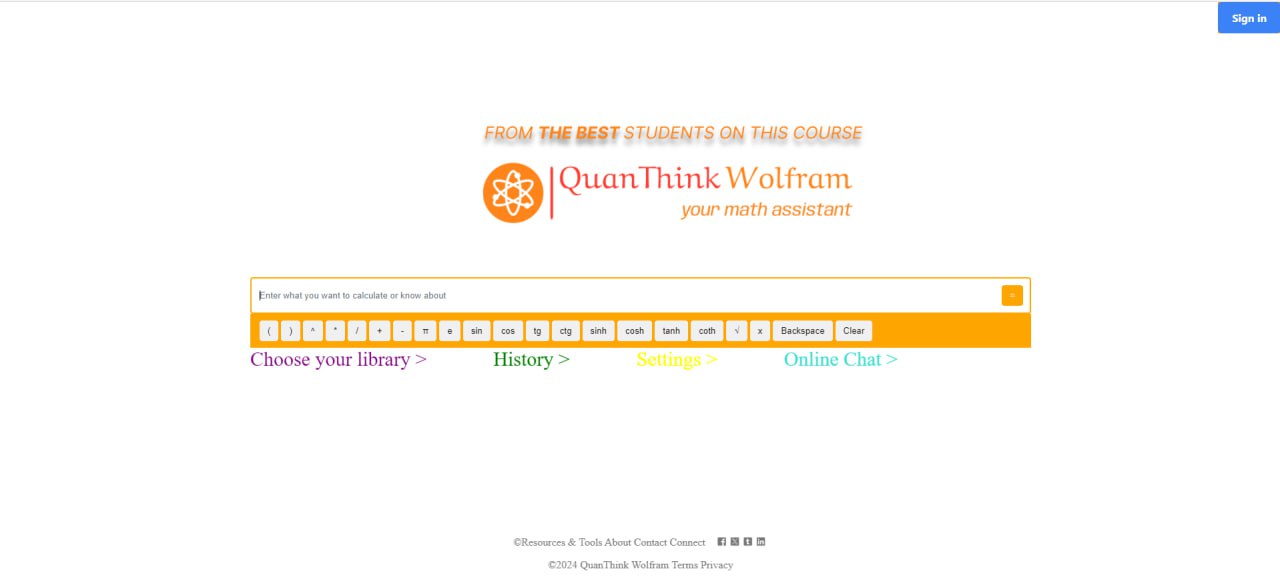 Sign in
FROM THE BEST STUDENTS ON THIS COURSE
QuanThink Wolfram
your math assistant
Enter what you want to calculate or know about =
( ) ^ * / + - π e sin cos tg ctg sinh cosh tanh coth √ x Backspace Clear
Choose your library > History > Settings > Online Chat >
©Resources & Tools About Contact Connect
©2024 QuanThink Wolfram Terms Privacy